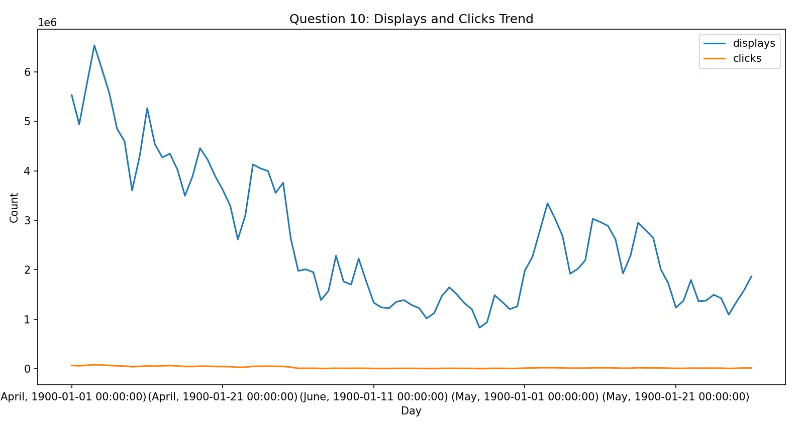 Question 10: Displays and Clicks Trend
1e6
displays
clicks
6
5
4
3
2
1
0
Count
April, 1900-01-01 00:00:00) (April, 1900-01-21 00:00:00) (June, 1900-01-11 00:00:00) (May, 1900-01-01 00:00:00) (May, 1900-01-21 00:00:00)
Day